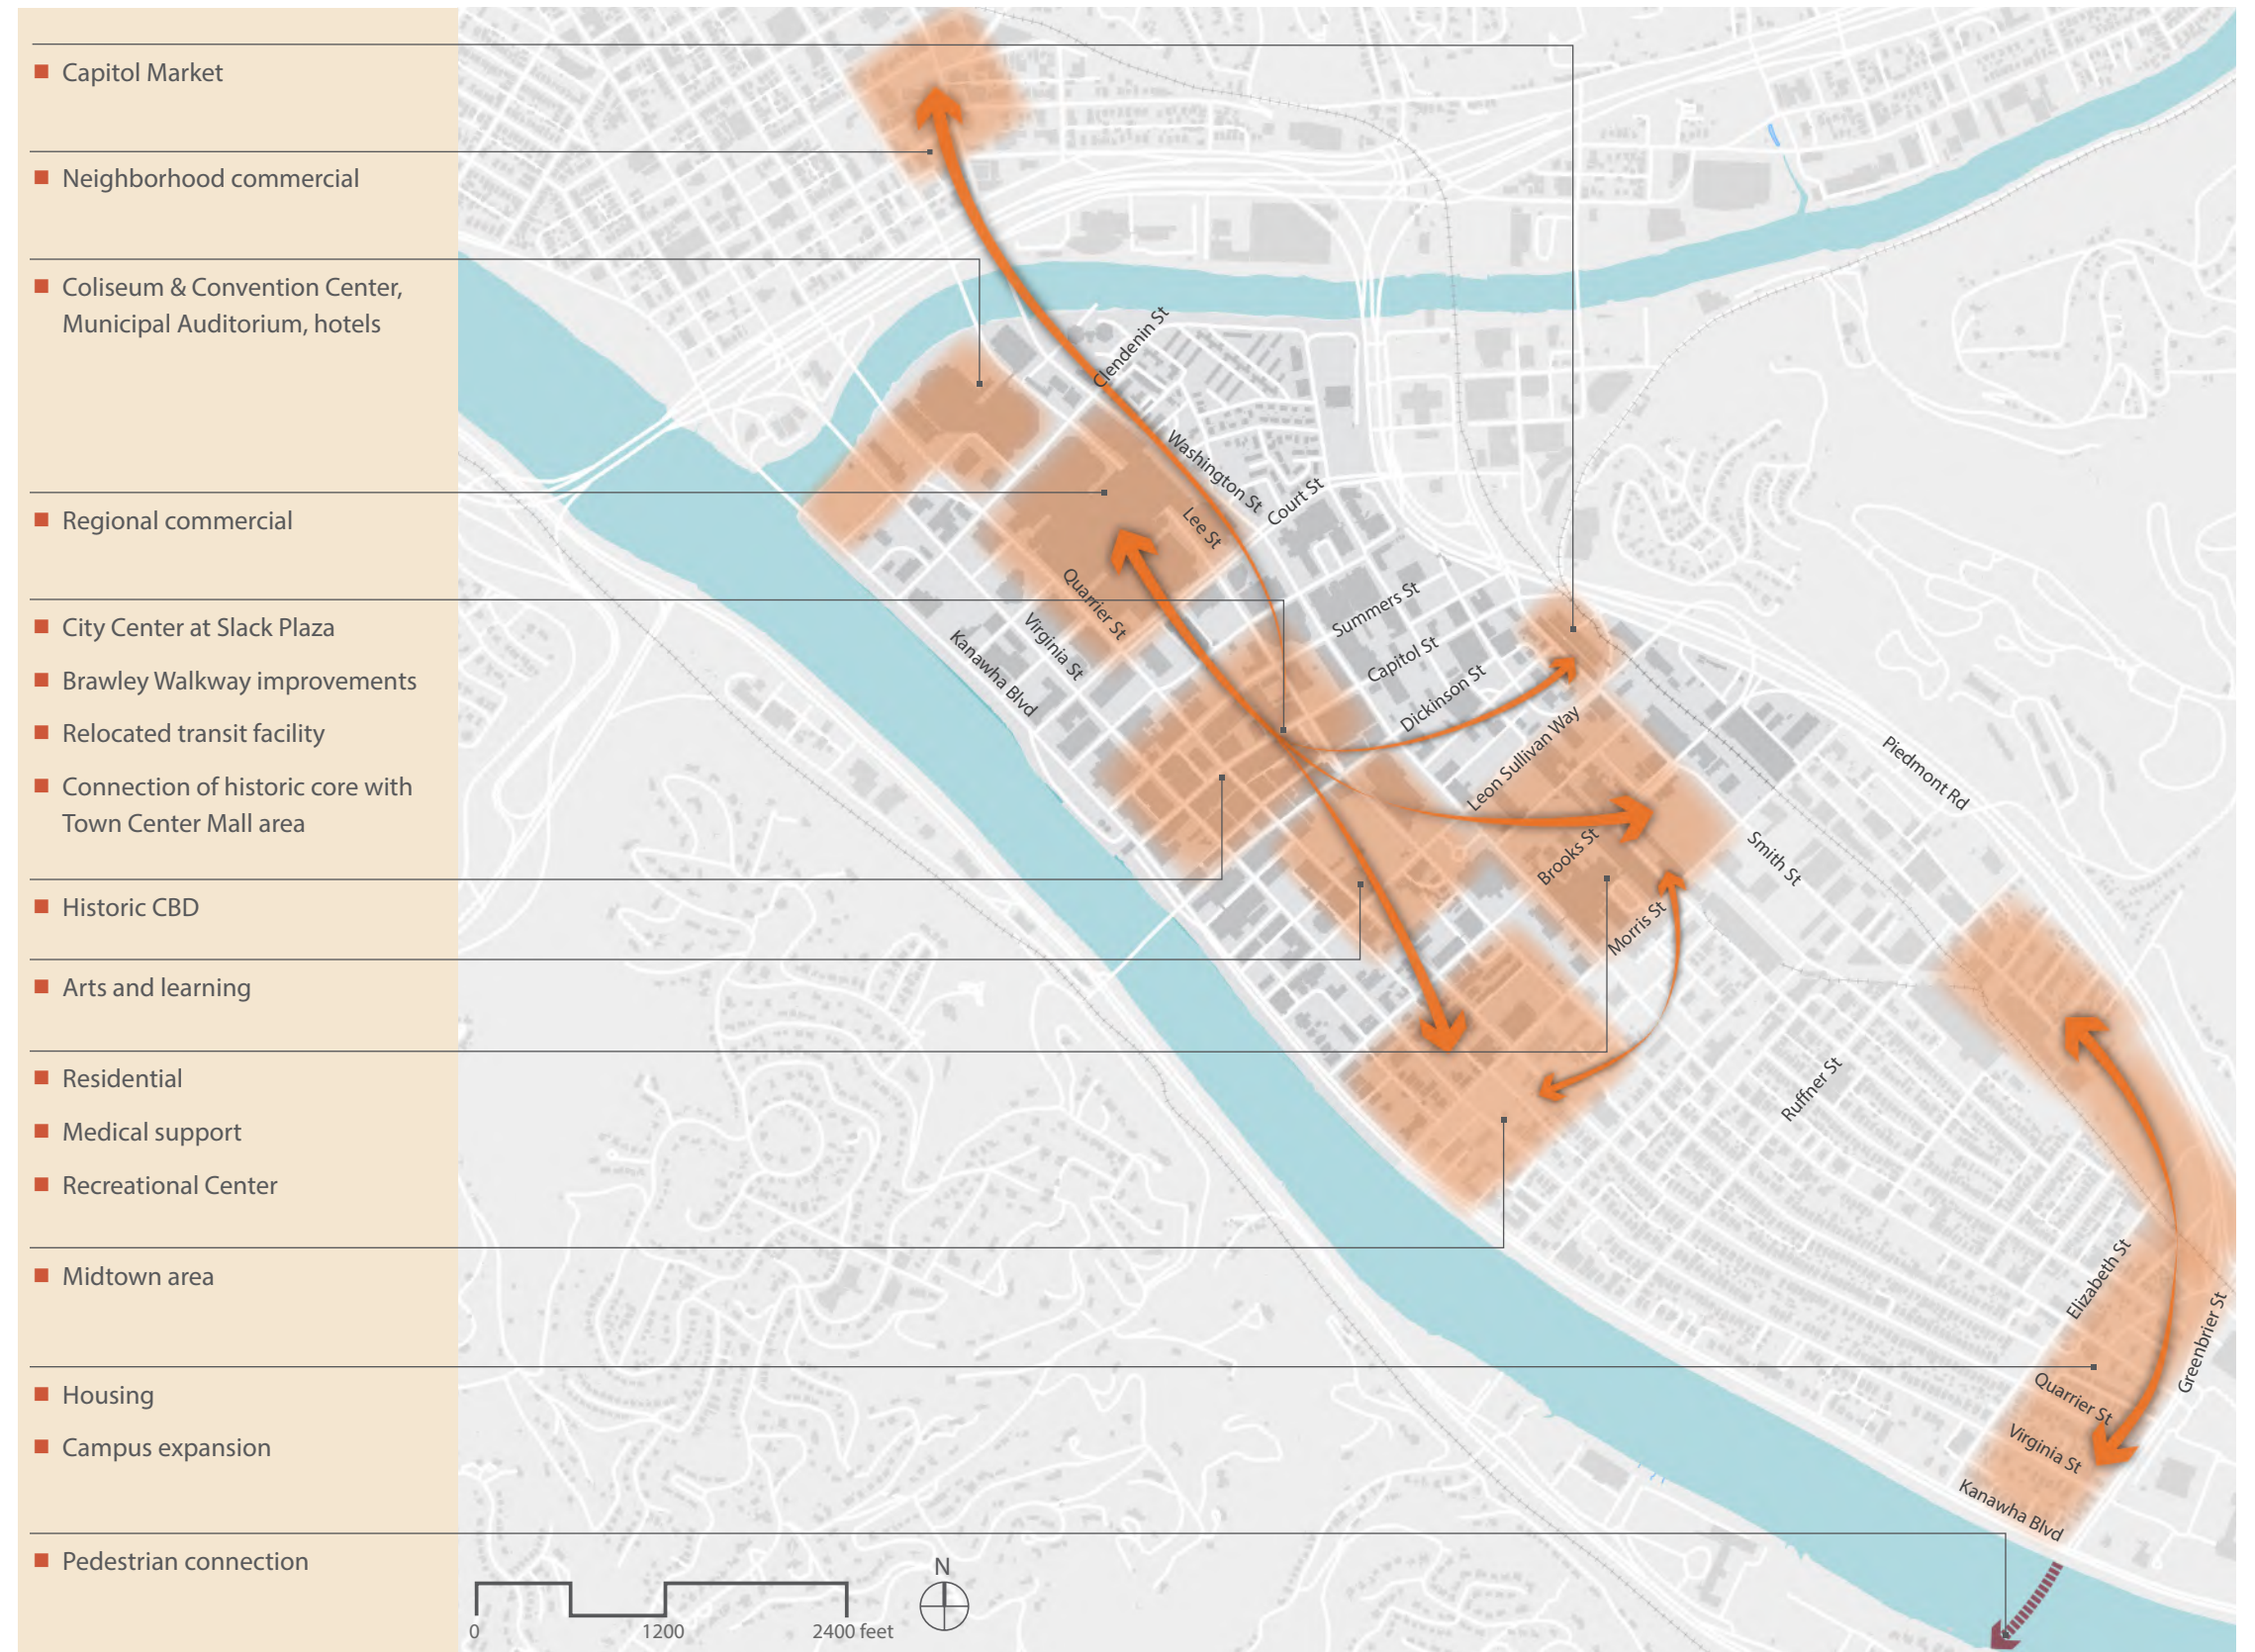 Capitol Market
Neighborhood commercial
Coliseum & Convention Center,
Municipal Auditorium, hotels
Regional commercial
City Center at Slack Plaza
Brawley Walkway improvements
Relocated transit facility
Connection of historic core with
Town Center Mall area
Historic CBD
Arts and learning
Residential
Medical support
Recreational Center
Midtown area
Housing
Campus expansion
Pedestrian connection
Clendenin St
Washington St
Court St
Lee St
Quarrier St
Virginia St
Kanawha Blvd
Summers St
Capitol St
Dickinson St
Leon Sullivan Way
Brooks St
Morris St
Piedmont Rd
Smith St
Ruffner St
Elizabeth St
Greenbrier St
Quarrier St
Virginia St
Kanawha Blvd
N
0 1200 2400 feet